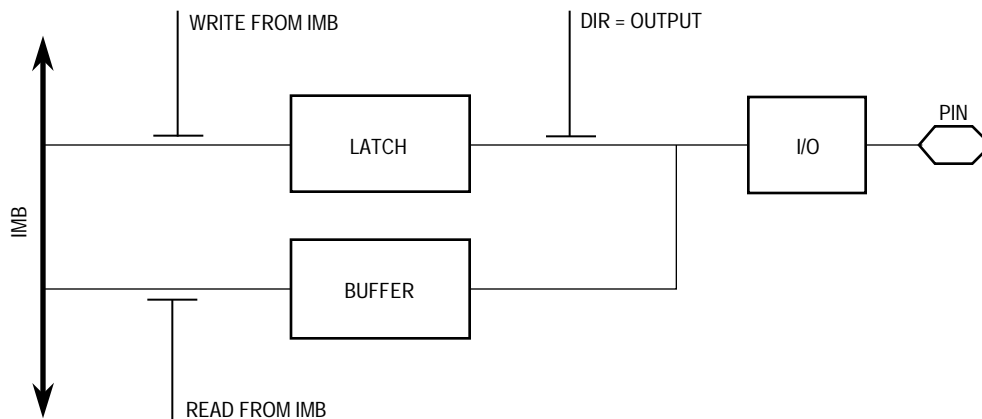 WRITE FROM IMB
DIR = OUTPUT
PIN
LATCH
I/O
IMB
BUFFER
READ FROM IMB